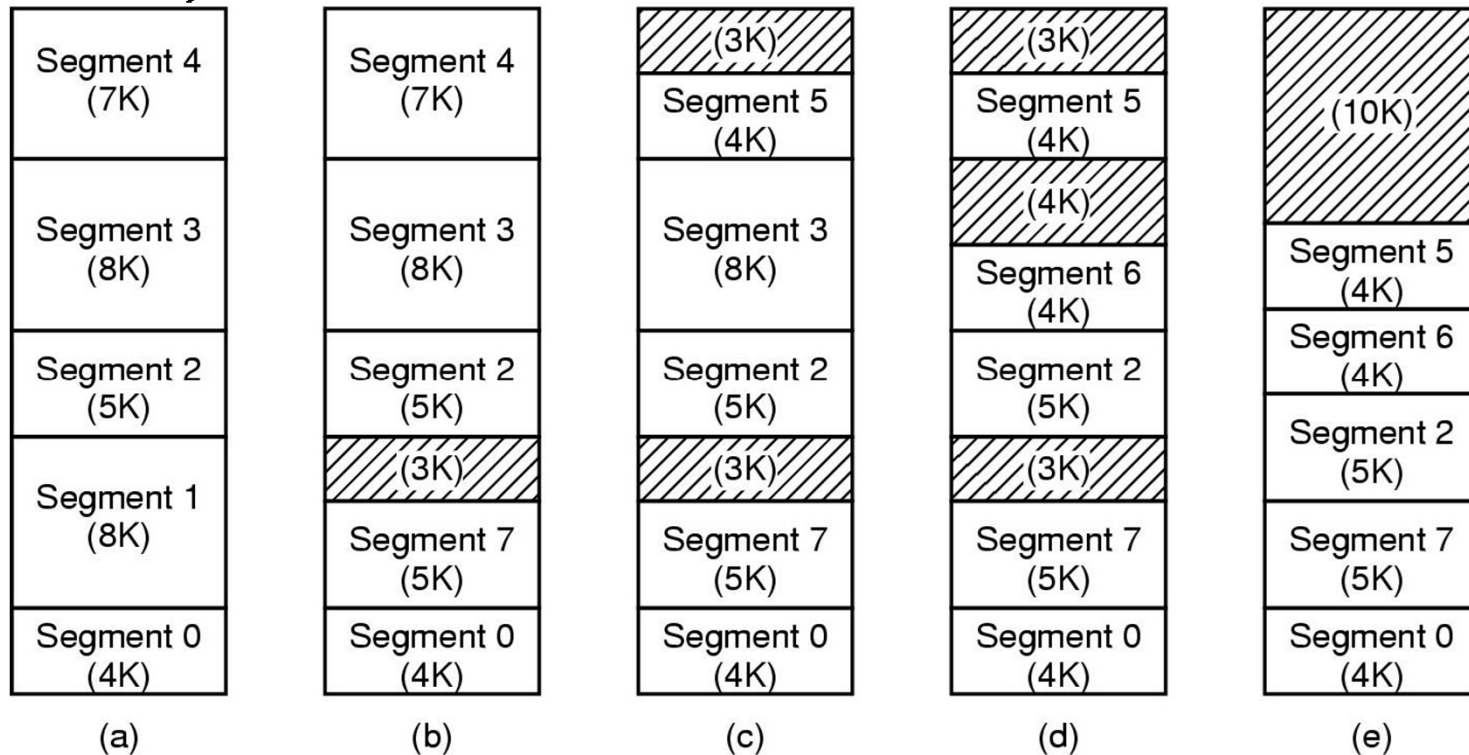 Segment 4
(7K)
Segment 3
(8K)
Segment 2
(5K)
Segment 1
(8K)
Segment 0
(4K)
(a)
Segment 4
(7K)
Segment 3
(8K)
Segment 2
(5K)
(3K)
Segment 7
(5K)
Segment 0
(4K)
(b)
(3K)
Segment 5
(4K)
Segment 3
(8K)
Segment 2
(5K)
(3K)
Segment 7
(5K)
Segment 0
(4K)
(c)
(3K)
Segment 5
(4K)
(4K)
Segment 6
(4K)
Segment 2
(5K)
(3K)
Segment 7
(5K)
Segment 0
(4K)
(d)
(10K)
Segment 5
(4K)
Segment 6
(4K)
Segment 2
(5K)
Segment 7
(5K)
Segment 0
(4K)
(e)